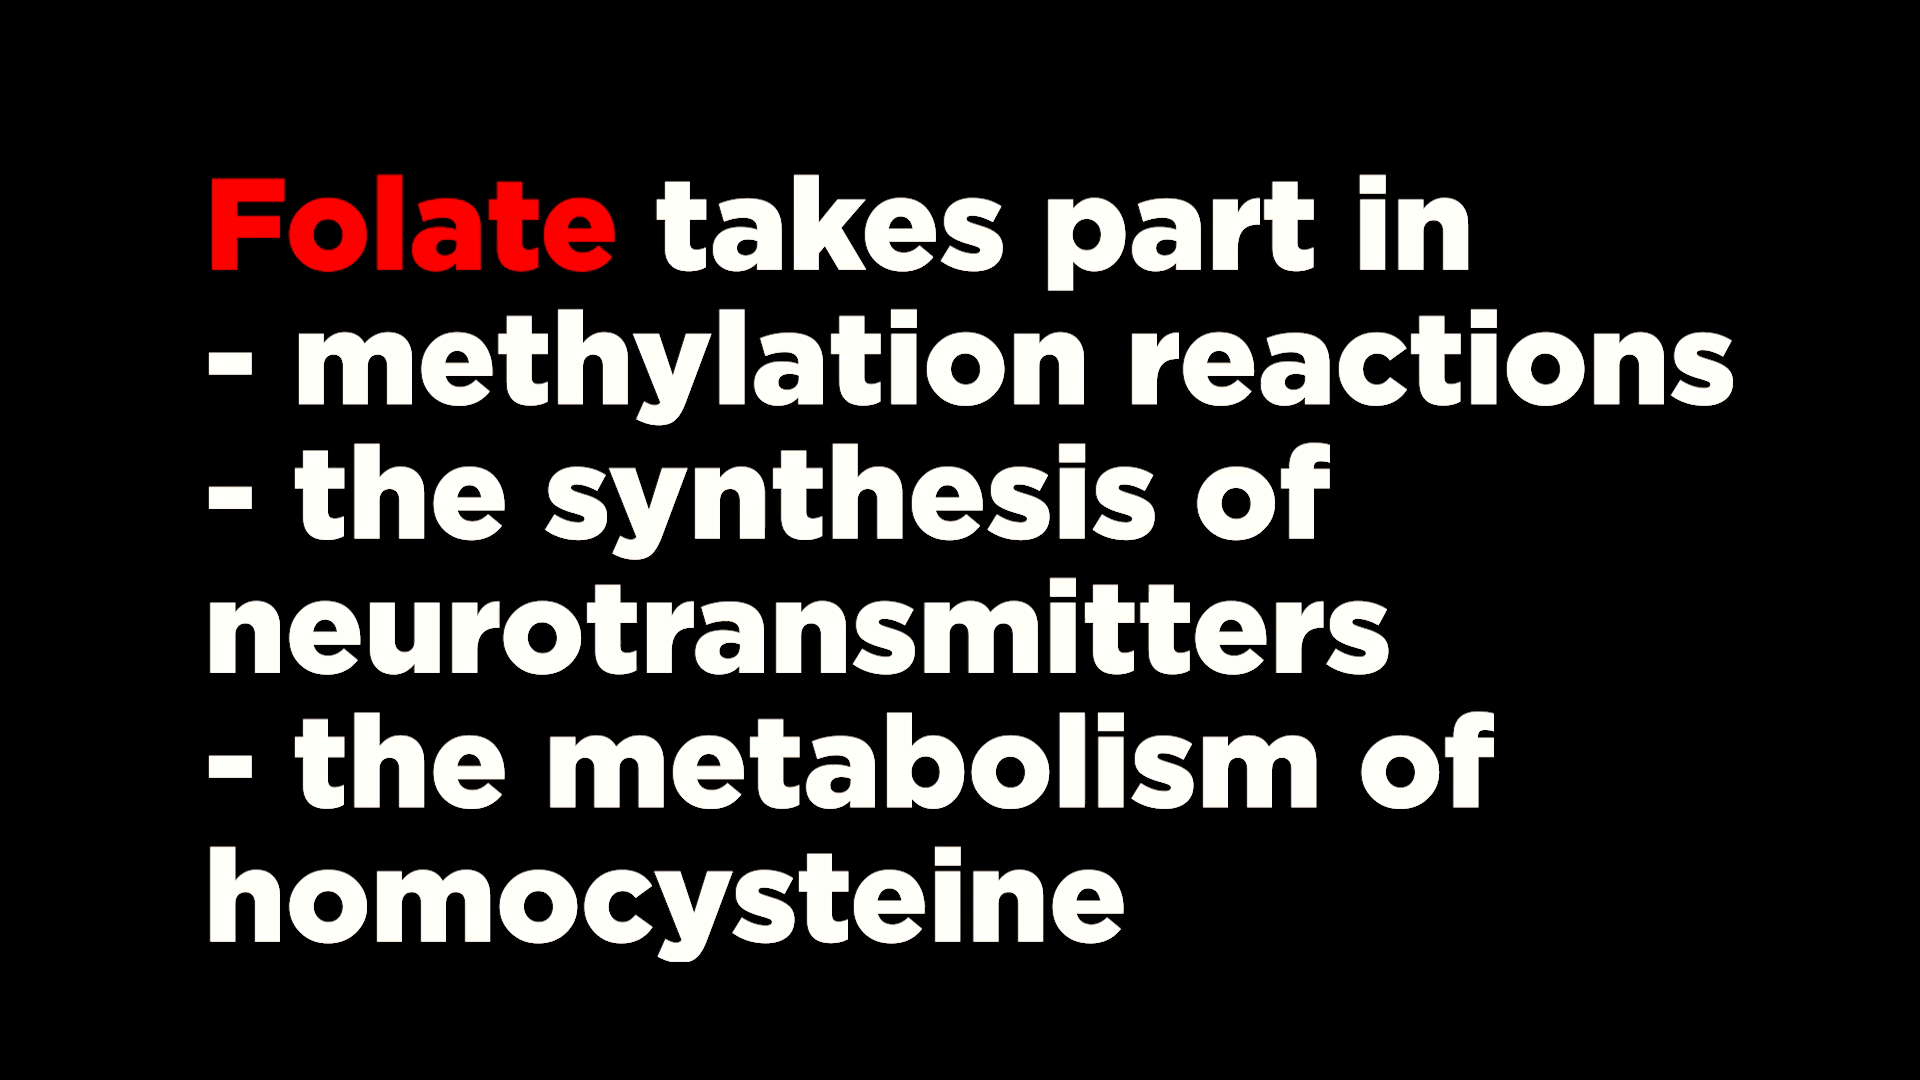 Folate takes part in
- methylation reactions
- the synthesis of
neurotransmitters
- the metabolism of
homocysteine